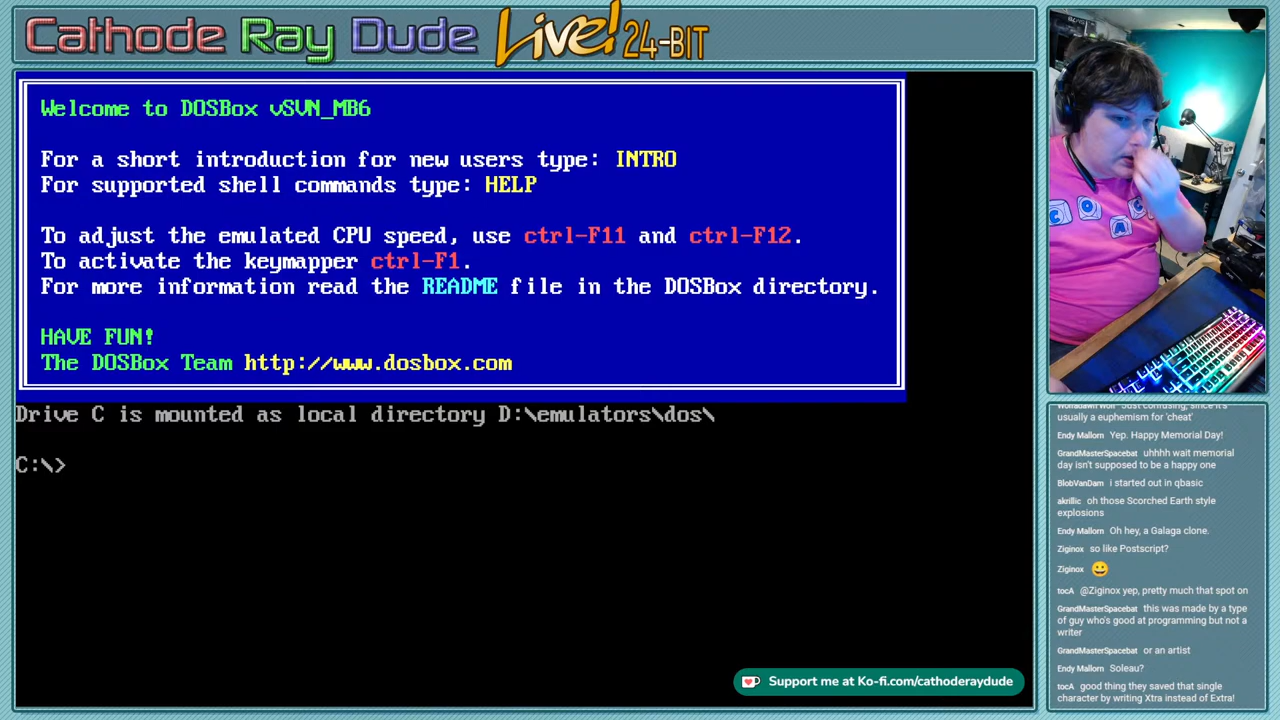 Cathode Ray Dude Live! 24-BIT
Welcome to DOSBox vSVN_MB6
For a short introduction for new users type: INTRO
For supported shell commands type: HELP
To adjust the emulated CPU speed, use ctrl-F11 and ctrl-F12.
To activate the keymapper ctrl-F1.
For more information read the README file in the DOSBox directory.
HAVE FUN!
The DOSBox Team http://www.dosbox.com
Drive C is mounted as local directory D:\emulators\dos\
C:\>
Support me at Ko-fi.com/cathoderaydude
usually a euphemism for 'cheat'
Endy Mallorn Yep. Happy Memorial Day!
GrandMasterSpacebat uhhhh wait memorial
day isn't supposed to be a happy one
BlobVanDam i started out in qbasic
akrillic oh those Scorched Earth style
explosions
Endy Mallorn Oh hey, a Galaga clone.
Ziginox so like Postscript?
Ziginox 😀
tocA @Ziginox yep, pretty much that spot on
GrandMasterSpacebat this was made by a type
of guy who's good at programming but not a
writer
GrandMasterSpacebat or an artist
Endy Mallorn Soleau?
tocA good thing they saved that single
character by writing Xtra instead of Extra!